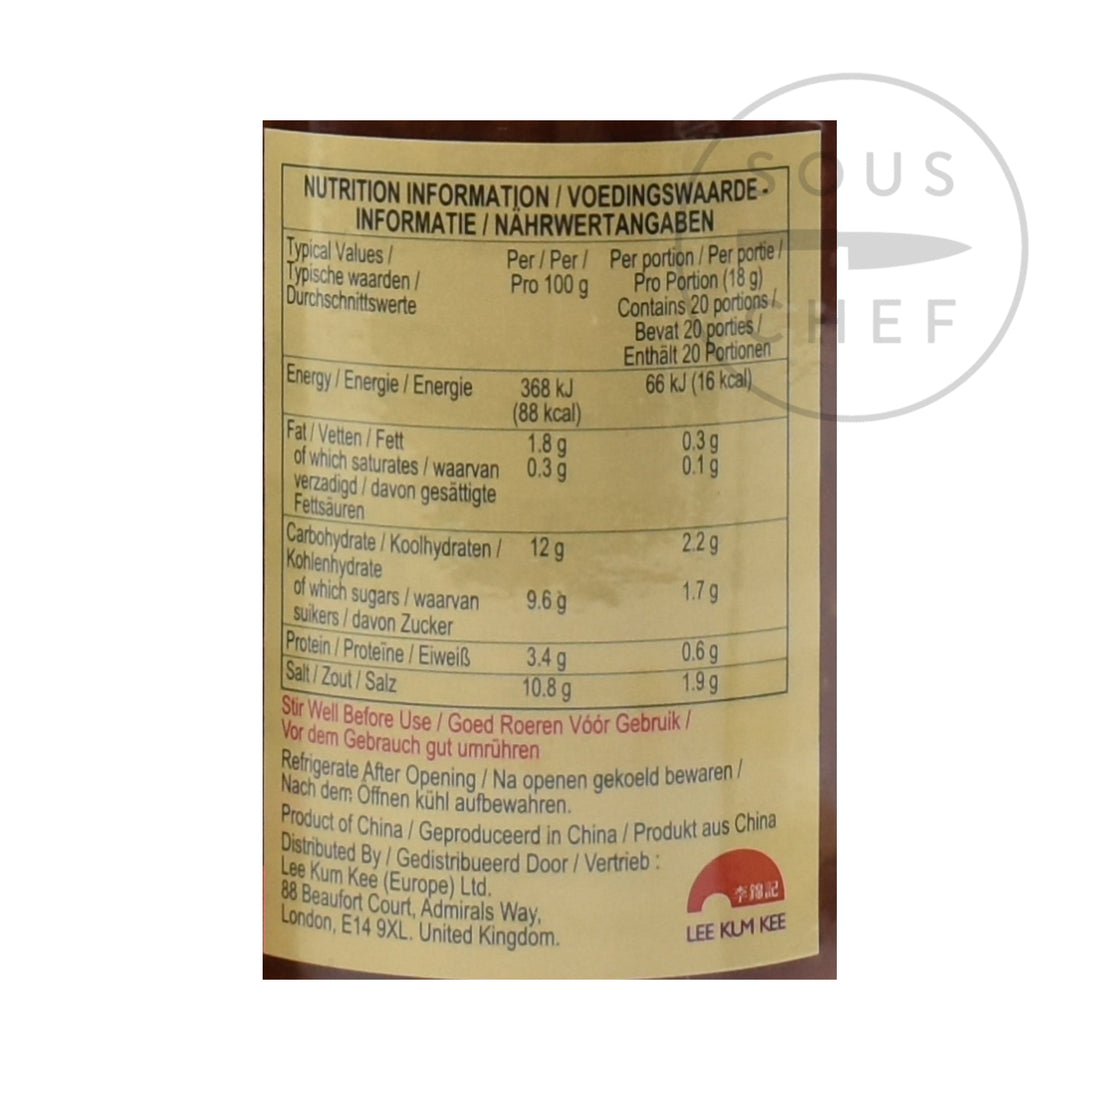 SOUS
CHEF
NUTRITION INFORMATION / VOEDINGSWAARDE-
INFORMATIE / NÄHRWERTANGABEN
Typical Values /
Typische waarden /
Durchschnittswerte
Per / Per /
Pro 100 g
Per portion / Per portie /
Pro Portion (18 g)
Contains 20 portions /
Bevat 20 porties /
Enthält 20 Portionen
Energy / Energie / Energie 368 kJ 66 kJ (16 kcal)
(88 kcal)
Fat / Vetten / Fett 1.8 g 0.3 g
of which saturates / waarvan 0.3 g 0.1 g
verzadigd / davon gesättigte
Fettsäuren
Carbohydrate / Koolhydraten / 12 g 2.2 g
Kohlenhydrate
of which sugars / waarvan 9.6 g 1.7 g
suikers / davon Zucker
Protein / Proteïne / Eiweiß 3.4 g 0.6 g
Salt / Zout / Salz 10.8 g 1.9 g
Stir Well Before Use / Goed Roeren Vóór Gebruik /
Vor dem Gebrauch gut umrühren
Refrigerate After Opening / Na openen gekoeld bewaren /
Nach dem Öffnen kühl aufbewahren.
Product of China / Geproduceerd in China / Produkt aus China
Distributed By / Gedistribueerd Door / Vertrieb :
Lee Kum Kee (Europe) Ltd.
88 Beaufort Court, Admirals Way,
London, E14 9XL. United Kingdom.
李錦記
LEE KUM KEE